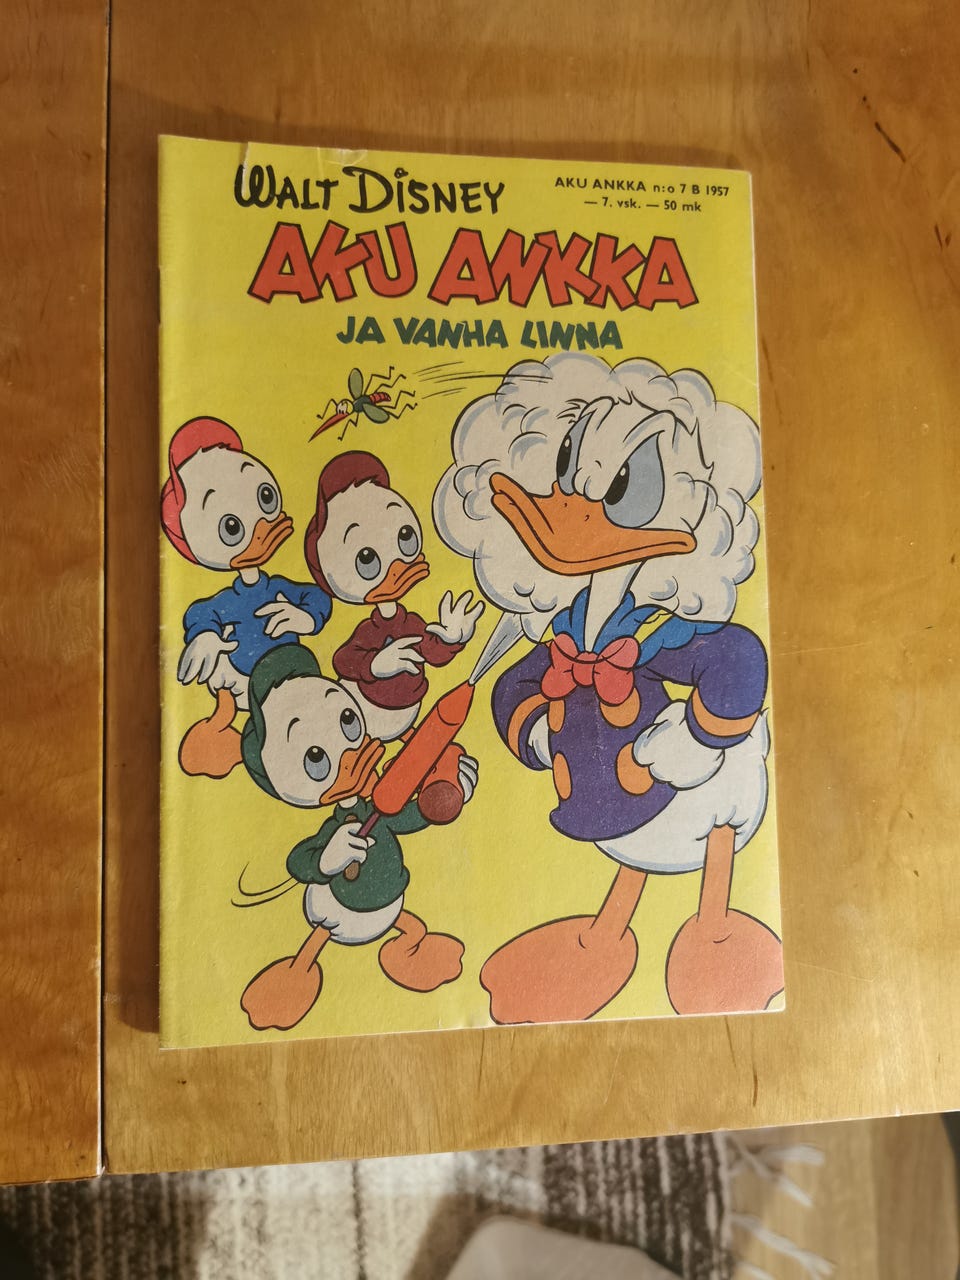 WALT DISNEY
AKU ANKKA n:o 7 B 1957
— 7. vsk. — 50 mk
AKU ANKKA
JA VANHA LINNA